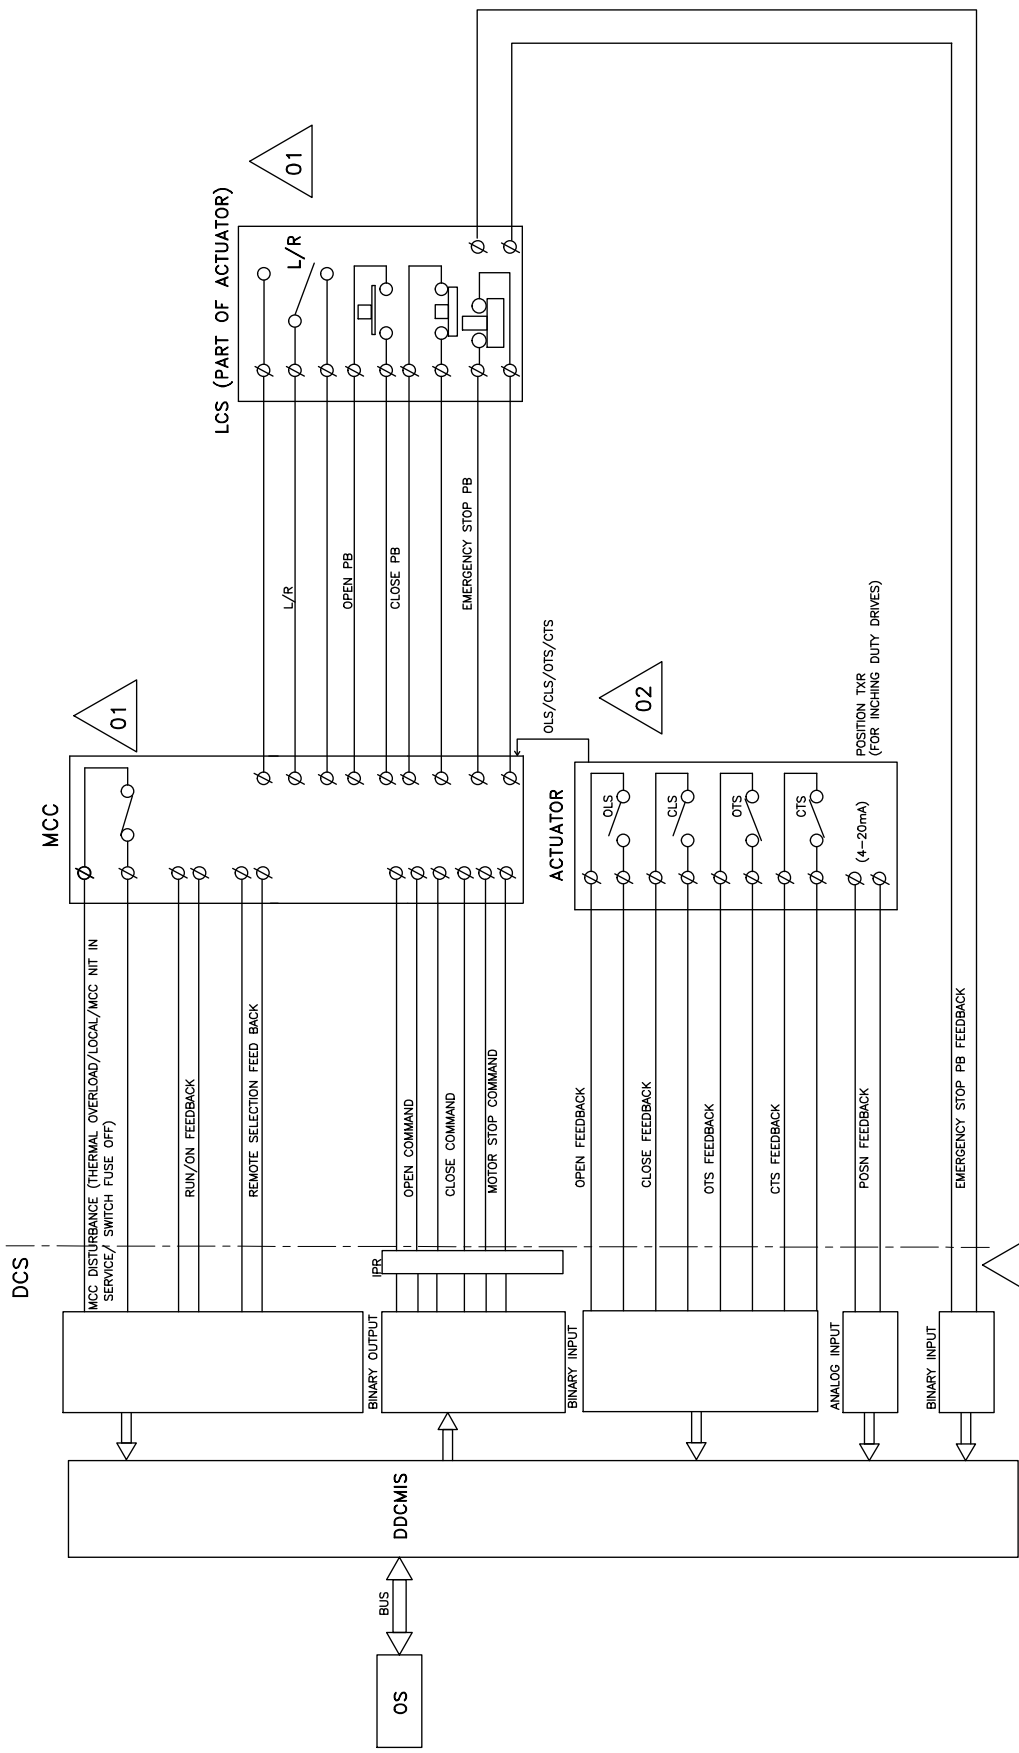 LCS (PART OF ACTUATOR)
01
L/R
L/R
OPEN PB
CLOSE PB
EMERGENCY STOP PB
MCC
01
OLS/CLS/OTS/CTS
ACTUATOR
02
OLS
CLS
OTS
CTS
(4-20mA)
POSITION TXR
(FOR INCHING DUTY DRIVES)
MCC DISTURBANCE (THERMAL OVERLOAD/LOCAL/MCC NIT IN
SERVICE/ SWITCH FUSE OFF)
RUN/ON FEEDBACK
REMOTE SELECTION FEED BACK
OPEN COMMAND
CLOSE COMMAND
MOTOR STOP COMMAND
OPEN FEEDBACK
CLOSE FEEDBACK
OTS FEEDBACK
CTS FEEDBACK
POSN FEEDBACK
EMERGENCY STOP PB FEEDBACK
DCS
IPR
BINARY OUTPUT
BINARY INPUT
ANALOG INPUT
BINARY INPUT
DDCMIS
BUS
OS